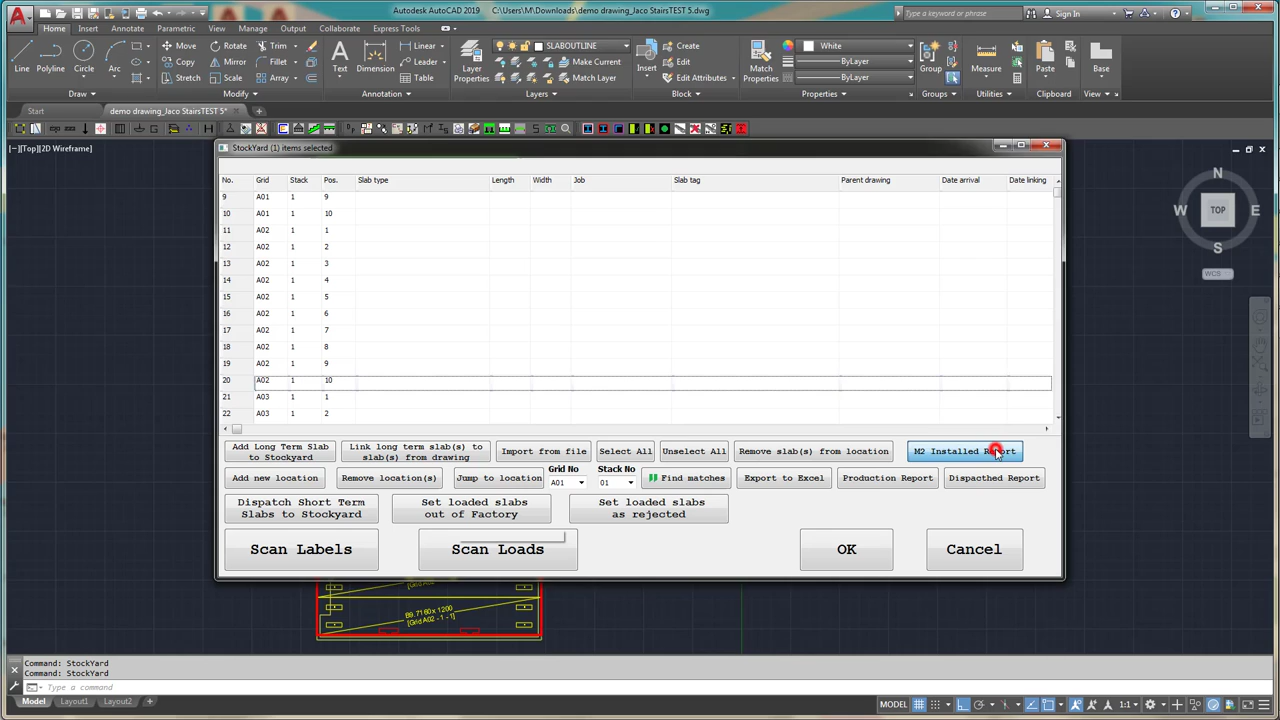 Autodesk AutoCAD 2019 C:\Users\M\Downloads\demo drawing_Jaco StairsTEST 5.dwg
Type a keyword or phrase
Sign In
Home Insert Annotate Parametric View Manage Output Collaborate Express Tools
Line Polyline Circle Arc
Move Rotate Trim
Copy Mirror Fillet
Stretch Scale Array
Text Dimension
Linear
Leader
Table
Layer Properties
SLABOUTLINE
Make Current
Match Layer
Insert
Create
Edit
Edit Attributes
Match Properties
White
ByLayer
ByLayer
Group Measure Paste Base
Draw Modify Annotation Layers Block Properties Groups Utilities Clipboard View
Start demo drawing_Jaco StairsTEST 5*
[−][Top][2D Wireframe]
N
W TOP E
S
WCS
StockYard (1) items selected
No. Grid Stack Pos. Slab type Length Width Job Slab tag Parent drawing Date arrival Date linking
9 A01 1 9
10 A01 1 10
11 A02 1 1
12 A02 1 2
13 A02 1 3
14 A02 1 4
15 A02 1 5
16 A02 1 6
17 A02 1 7
18 A02 1 8
19 A02 1 9
20 A02 1 10
21 A03 1 1
22 A03 1 2
Add Long Term Slab to Stockyard
Link long term slab(s) to slab(s) from drawing
Import from file
Select All
Unselect All
Remove slab(s) from location
M2 Installed Report
Add new location
Remove location(s)
Jump to location
Grid No
A01
Stack No
01
Find matches
Export to Excel
Production Report
Dispacthed Report
Dispatch Short Term Slabs to Stockyard
Set loaded slabs out of Factory
Set loaded slabs as rejected
Scan Labels
Scan Loads
OK
Cancel
[Grid A02 - 1 - 1]
Command: StockYard
Command: StockYard
Type a command
Model Layout1 Layout2
MODEL
1:1